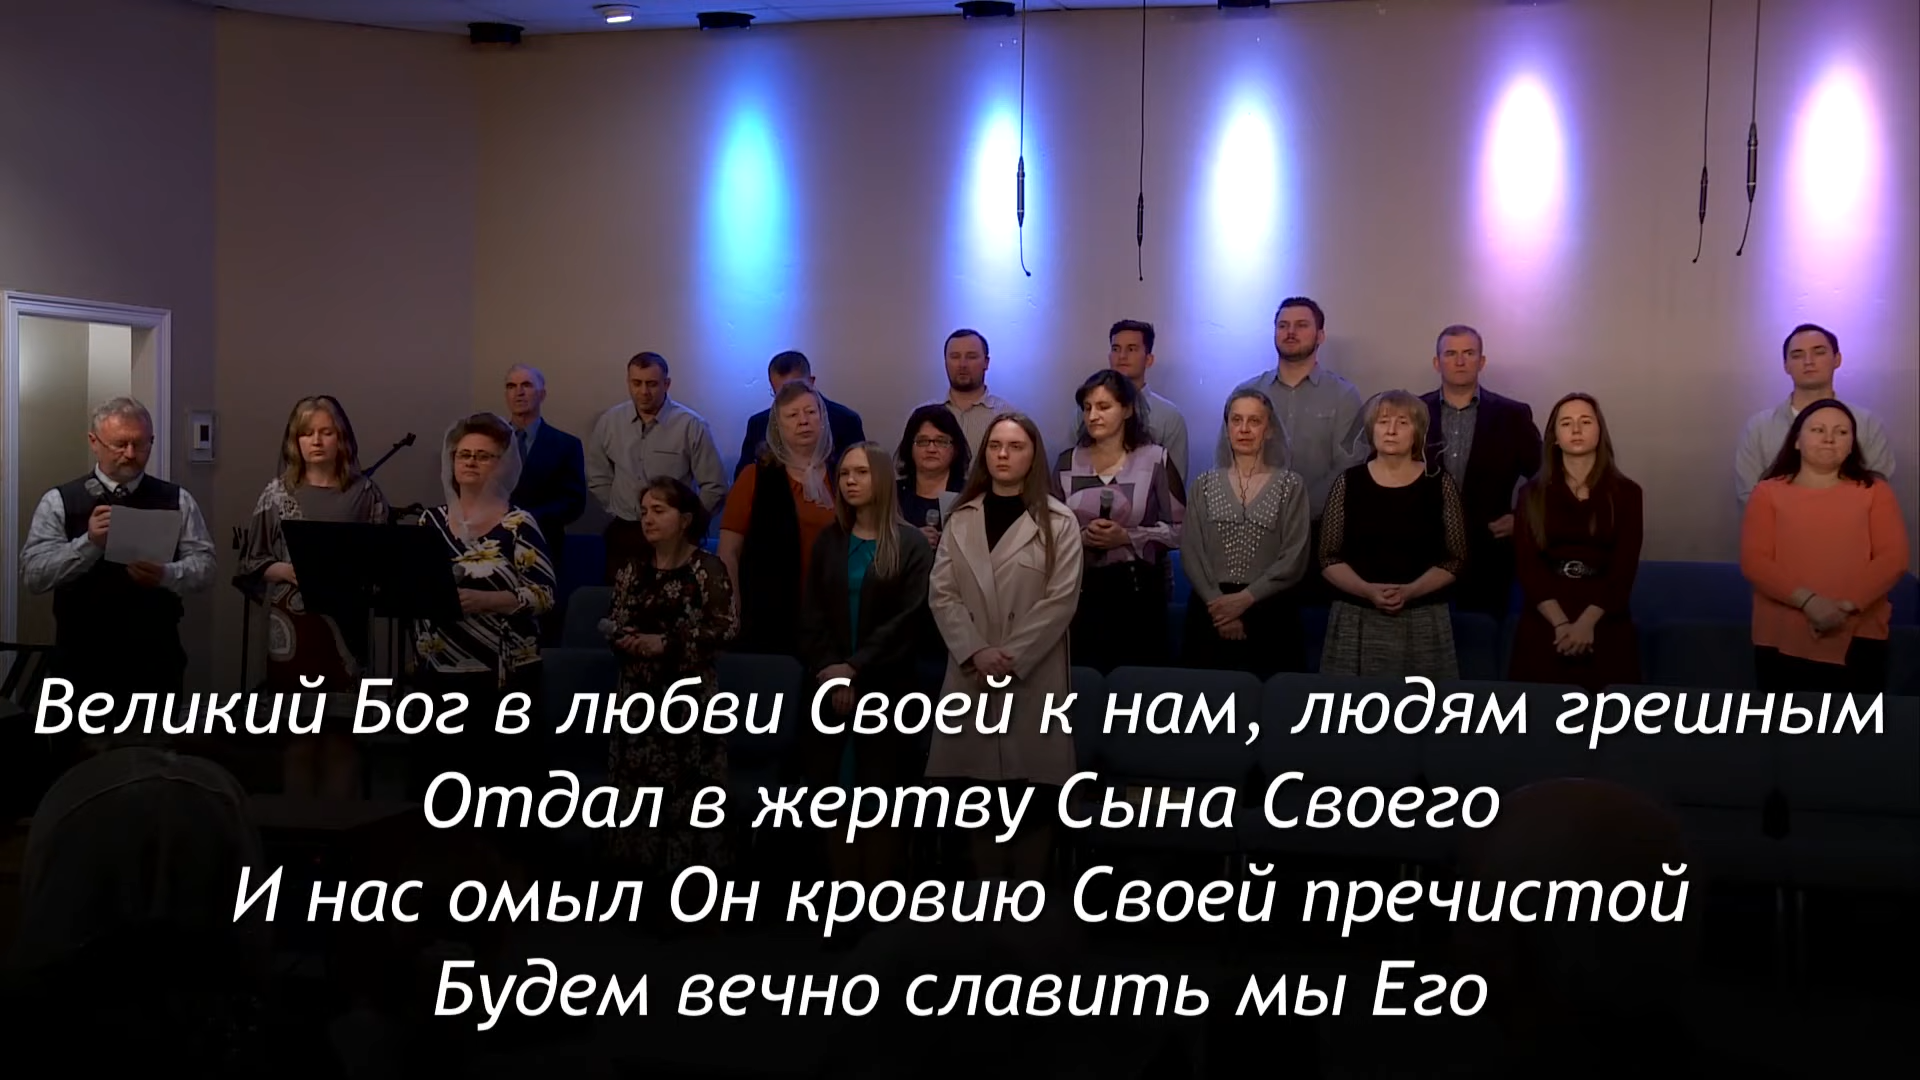 Великий Бог в любви Своей к нам, людям грешным
Отдал в жертву Сына Своего
И нас омыл Он кровию Своей пречистой
Будем вечно славить мы Его